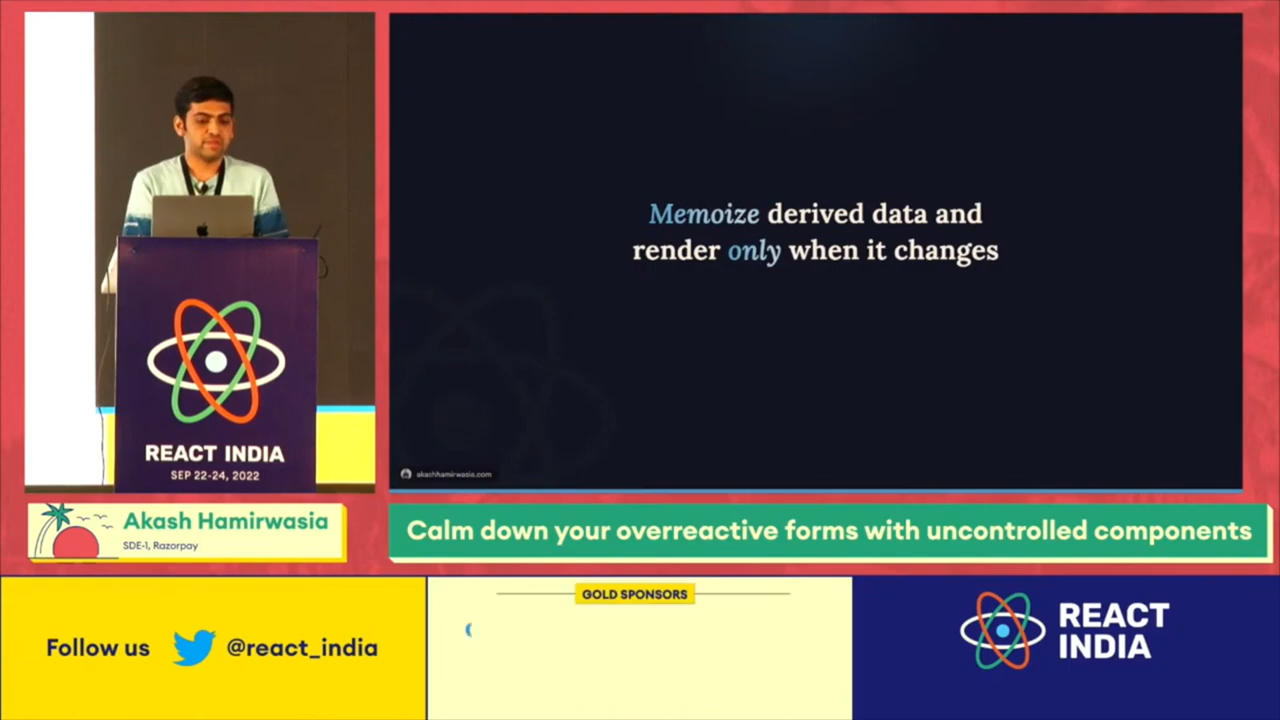 Memoize derived data and
render only when it changes
akashhamirwasia.com
REACT INDIA
SEP 22-24, 2022
Akash Hamirwasia
SDE-1, Razorpay
Calm down your overreactive forms with uncontrolled components
Follow us @react_india
GOLD SPONSORS
REACT
INDIA